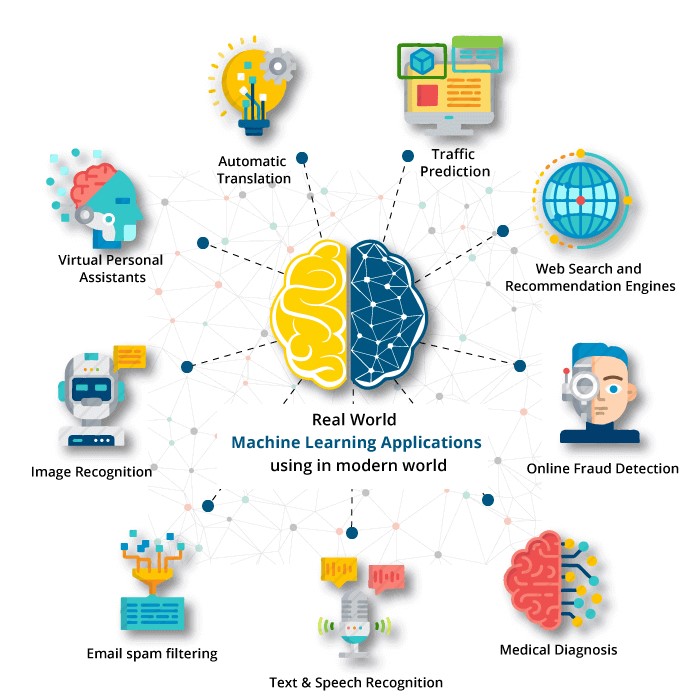 Automatic
Translation
Traffic
Prediction
Virtual Personal
Assistants
Web Search and
Recommendation Engines
Image Recognition
Real World
Machine Learning Applications
using in modern world
Online Fraud Detection
Email spam filtering
Text & Speech Recognition
Medical Diagnosis